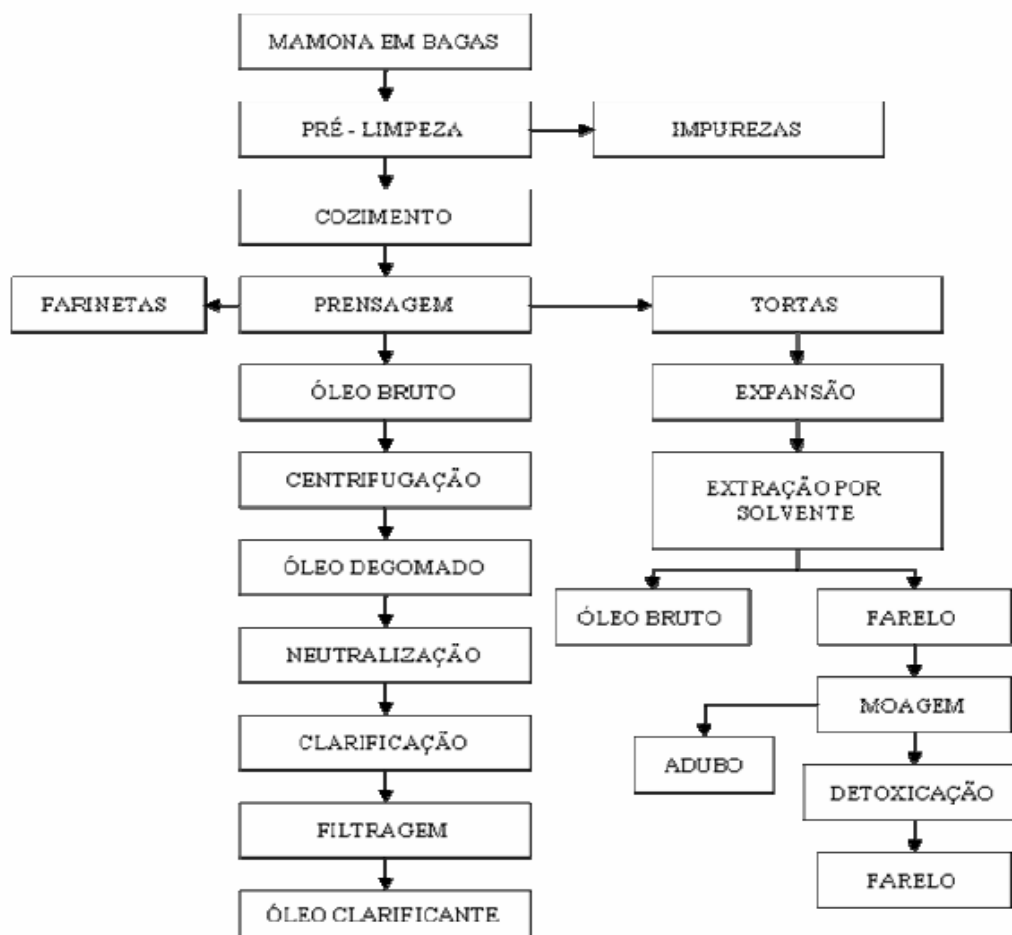 MAMONA EM BAGAS
PRÉ - LIMPEZA
IMPUREZAS
COZIMENTO
FARINETAS
PRENSAGEM
TORTAS
ÓLEO BRUTO
EXPANSÃO
CENTRIFUGAÇÃO
EXTRAÇÃO POR
SOLVENTE
ÓLEO DEGOMADO
ÓLEO BRUTO
FARELO
NEUTRALIZAÇÃO
MOAGEM
CLARIFICAÇÃO
ADUBO
DETOXICAÇÃO
FILTRAGEM
FARELO
ÓLEO CLARIFICANTE